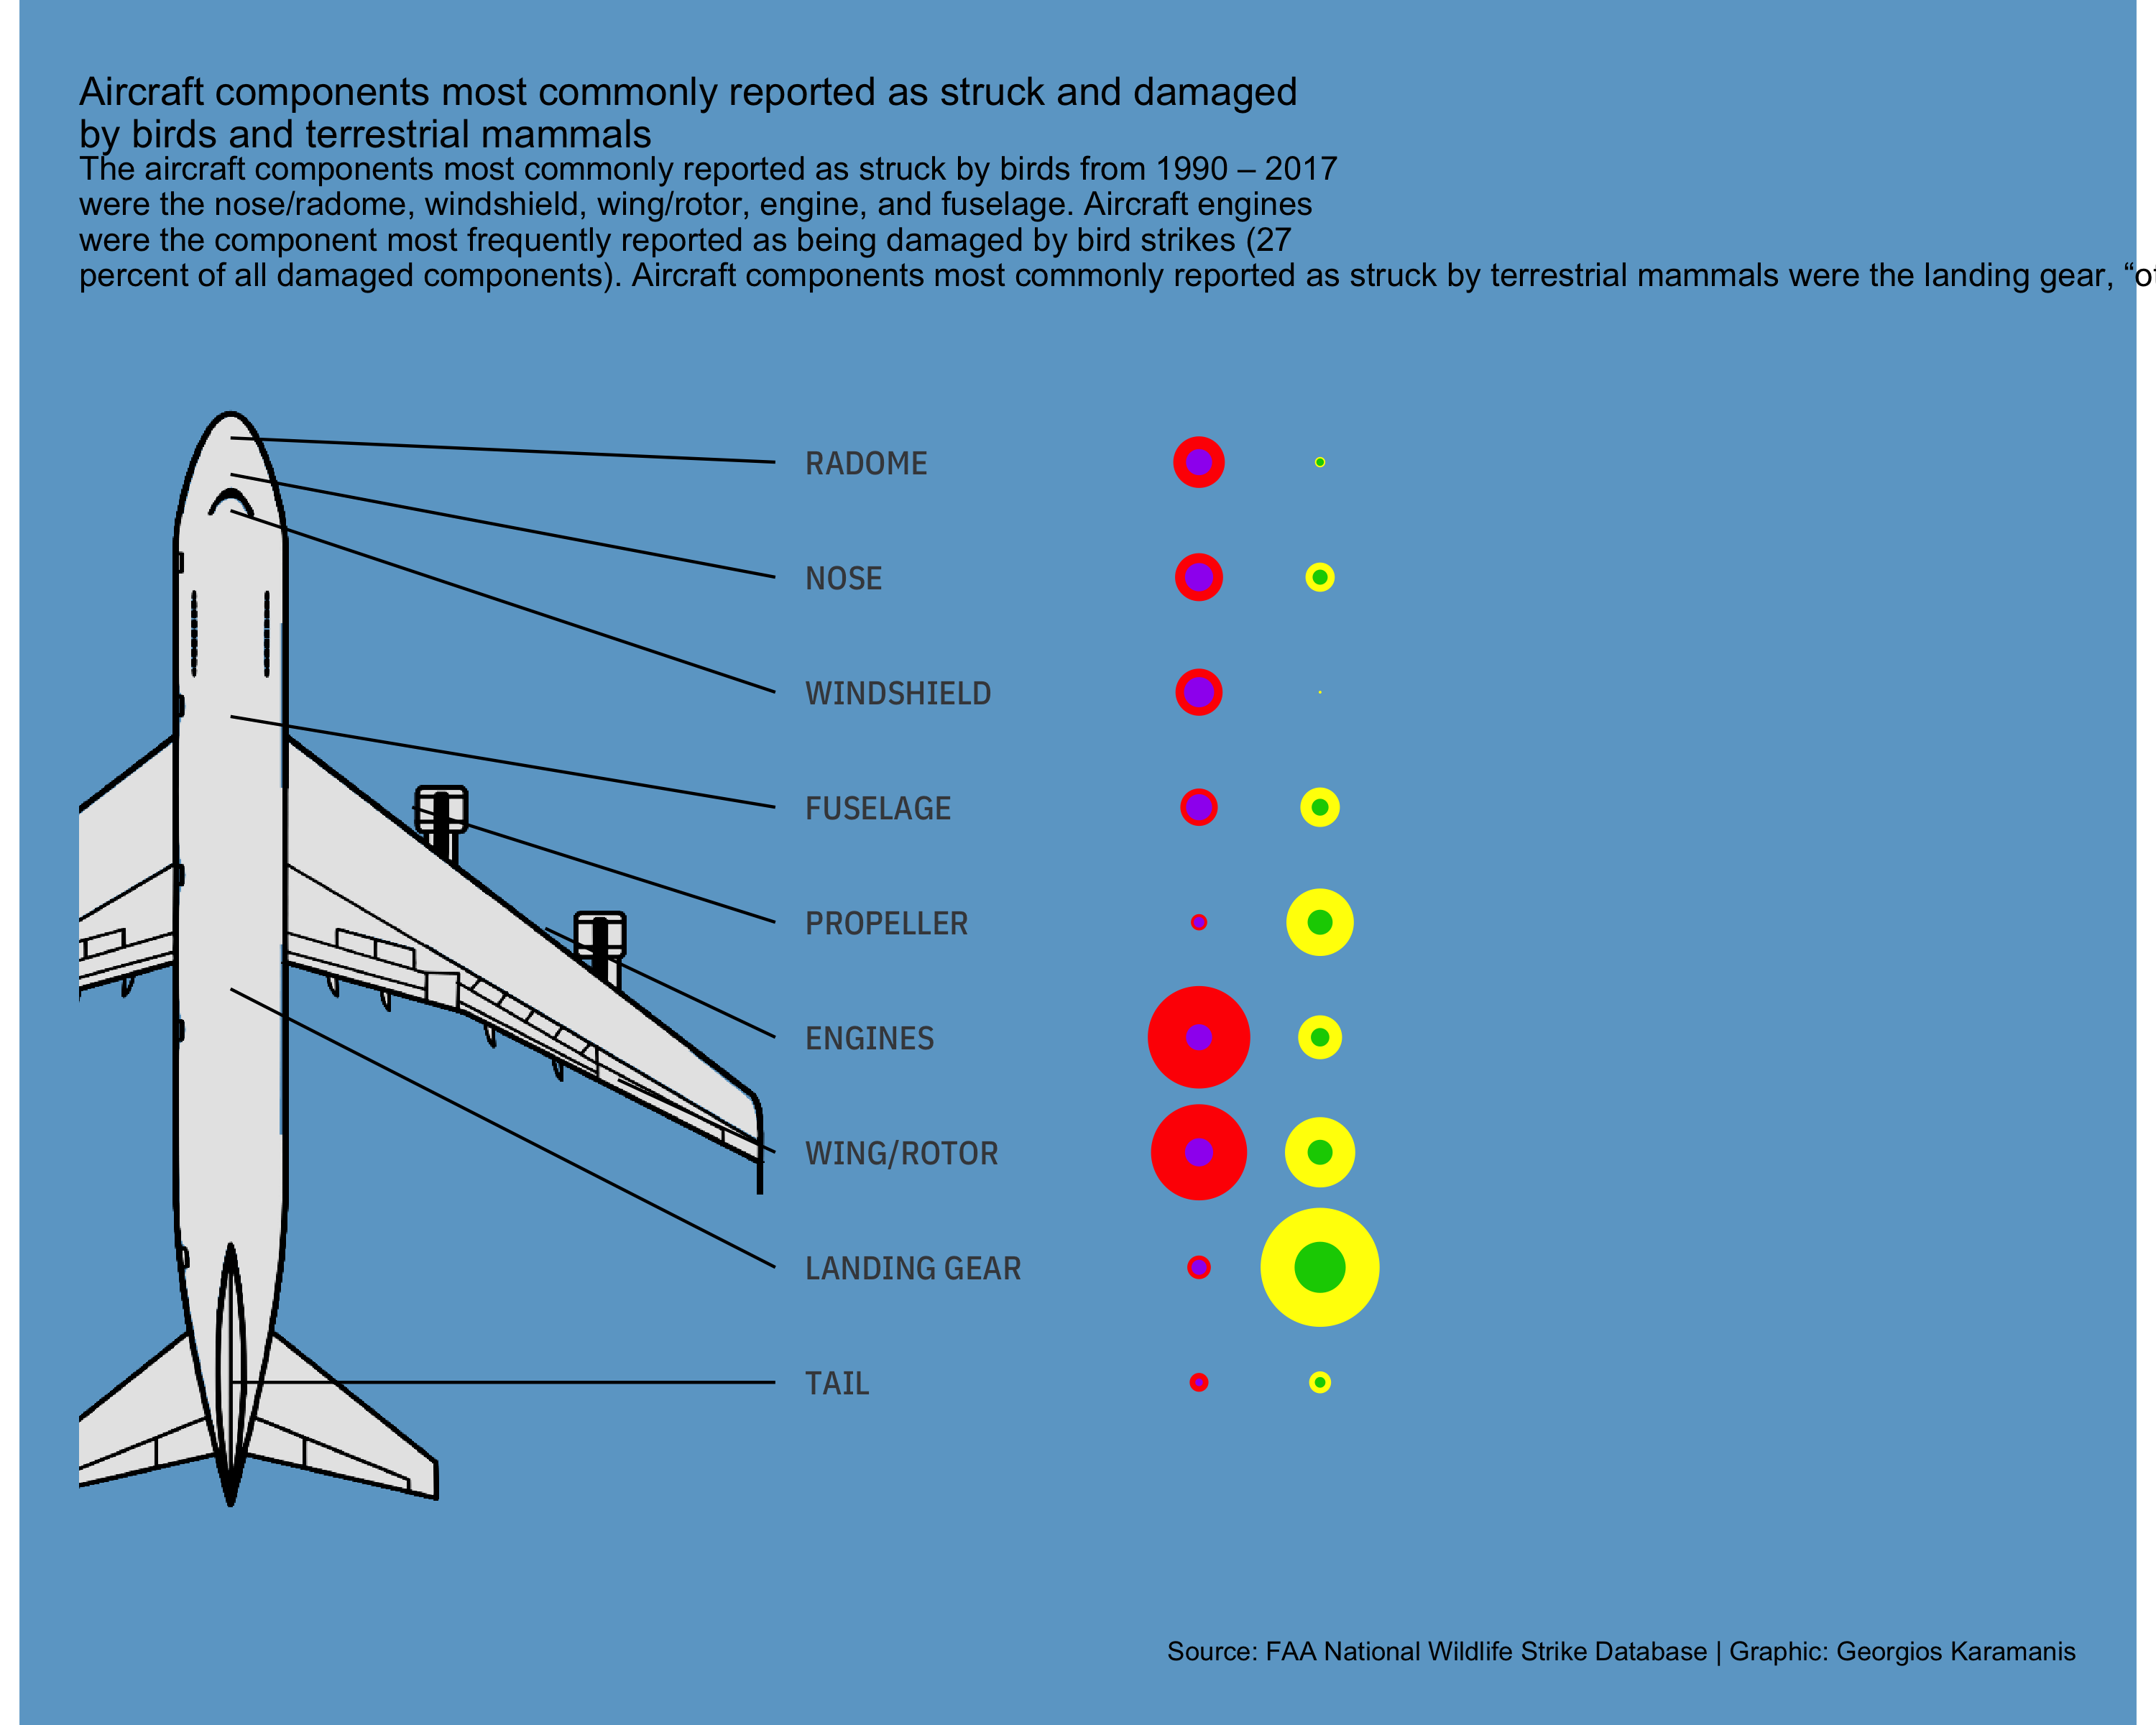 Aircraft components most commonly reported as struck and damaged
by birds and terrestrial mammals
The aircraft components most commonly reported as struck by birds from 1990 – 2017
were the nose/radome, windshield, wing/rotor, engine, and fuselage. Aircraft engines
were the component most frequently reported as being damaged by bird strikes (27
percent of all damaged components). Aircraft components most commonly reported as struck by terrestrial mammals were the landing gear,
RADOME
NOSE
WINDSHIELD
FUSELAGE
PROPELLER
ENGINES
WING/ROTOR
LANDING GEAR
TAIL
Source: FAA National Wildlife Strike Database | Graphic: Georgios Karamanis